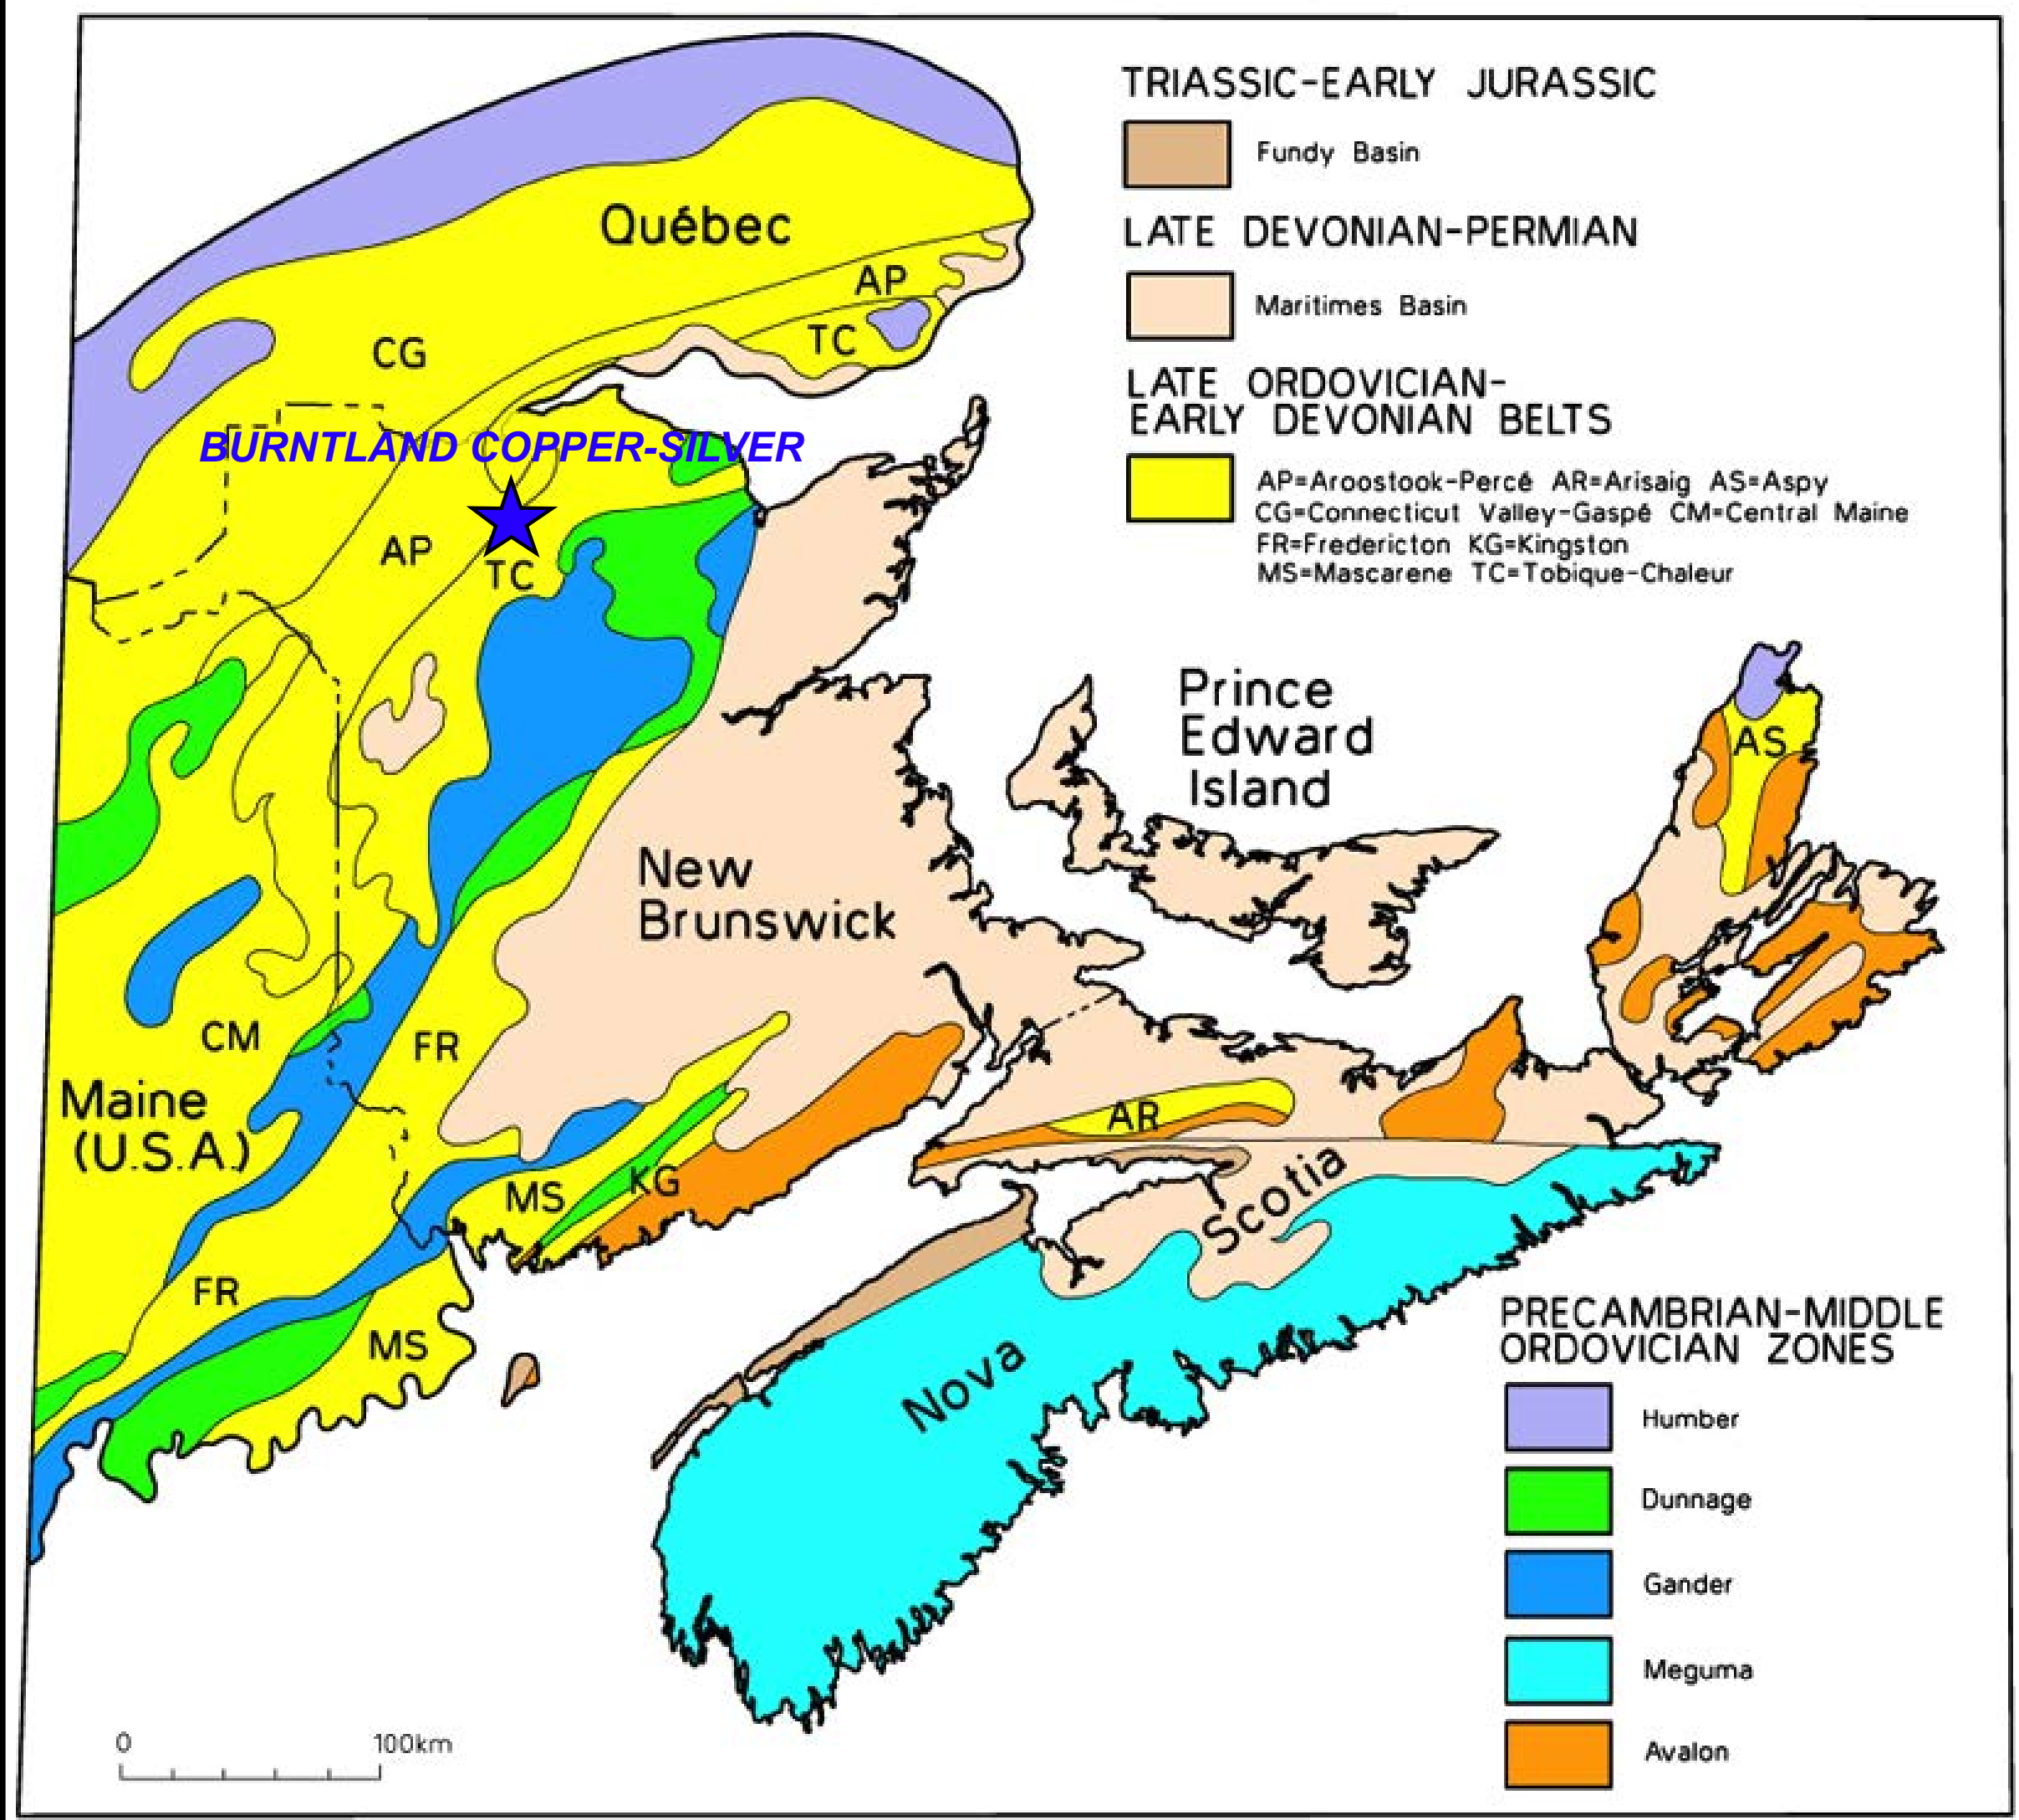 TRIASSIC-EARLY JURASSIC
Fundy Basin
LATE DEVONIAN-PERMIAN
Maritimes Basin
LATE ORDOVICIAN-
EARLY DEVONIAN BELTS
AP=Aroostook-Percé AR=Arisaig AS=Aspy
CG=Connecticut Valley-Gaspé CM=Central Maine
FR=Fredericton KG=Kingston
MS=Mascarene TC=Tobique-Chaleur
Québec
AP
TC
CG
BURNTLAND COPPER-SILVER
AP
TC
Prince
Edward
Island
AS
New
Brunswick
CM
FR
Maine
(U.S.A.)
AR
KG
MS
Scotia
FR
MS
Nova
PRECAMBRIAN-MIDDLE
ORDOVICIAN ZONES
Humber
Dunnage
Gander
Meguma
Avalon
0 100km